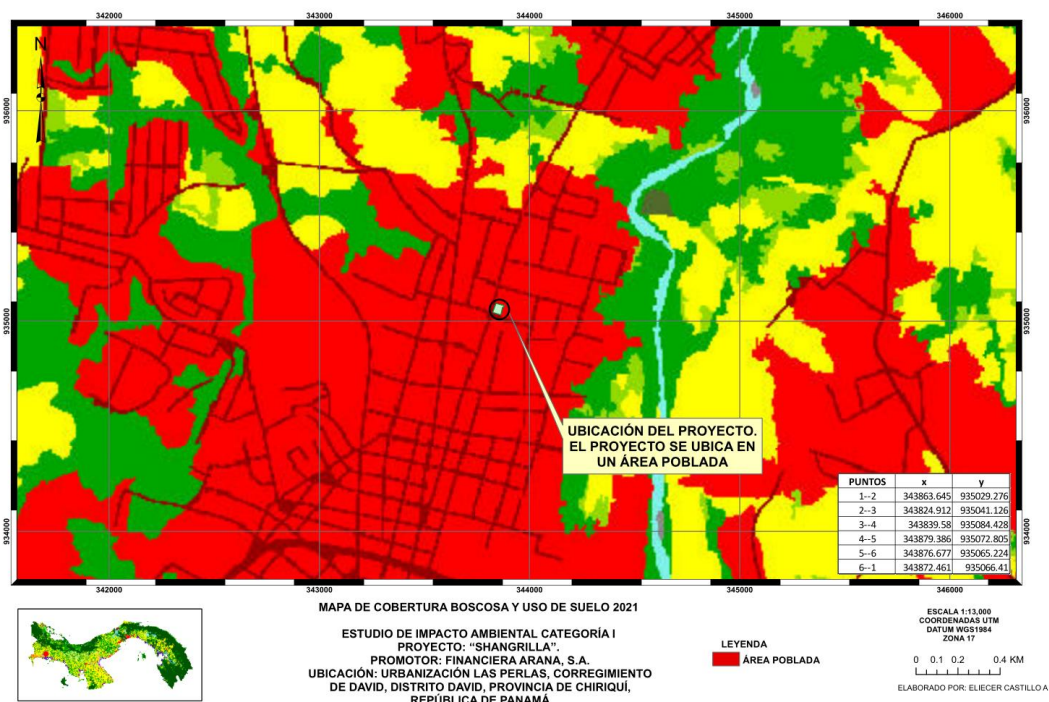 342000 343000 344000 345000 346000
N
936000 936000
935000 935000
UBICACIÓN DEL PROYECTO.
EL PROYECTO SE UBICA EN
UN ÁREA POBLADA
PUNTOS x y
1--2 343863.645 935029.276
2--3 343824.912 935041.126
3--4 343839.58 935084.428
4--5 343879.386 935072.805
5--6 343876.677 935065.224
6--1 343872.461 935066.41
934000 934000
342000 343000 344000 345000 346000
MAPA DE COBERTURA BOSCOSA Y USO DE SUELO 2021
ESTUDIO DE IMPACTO AMBIENTAL CATEGORÍA I
PROYECTO: “SHANGRILLA”.
PROMOTOR: FINANCIERA ARANA, S.A.
UBICACIÓN: URBANIZACIÓN LAS PERLAS, CORREGIMIENTO
DE DAVID, DISTRITO DAVID, PROVINCIA DE CHIRIQUÍ,
REPÚBLICA DE PANAMÁ
LEYENDA
ÁREA POBLADA
ESCALA 1:13,000
COORDENADAS UTM
DATUM WGS1984
ZONA 17
0 0.1 0.2 0.4 KM
ELABORADO POR: ELIECER CASTILLO A